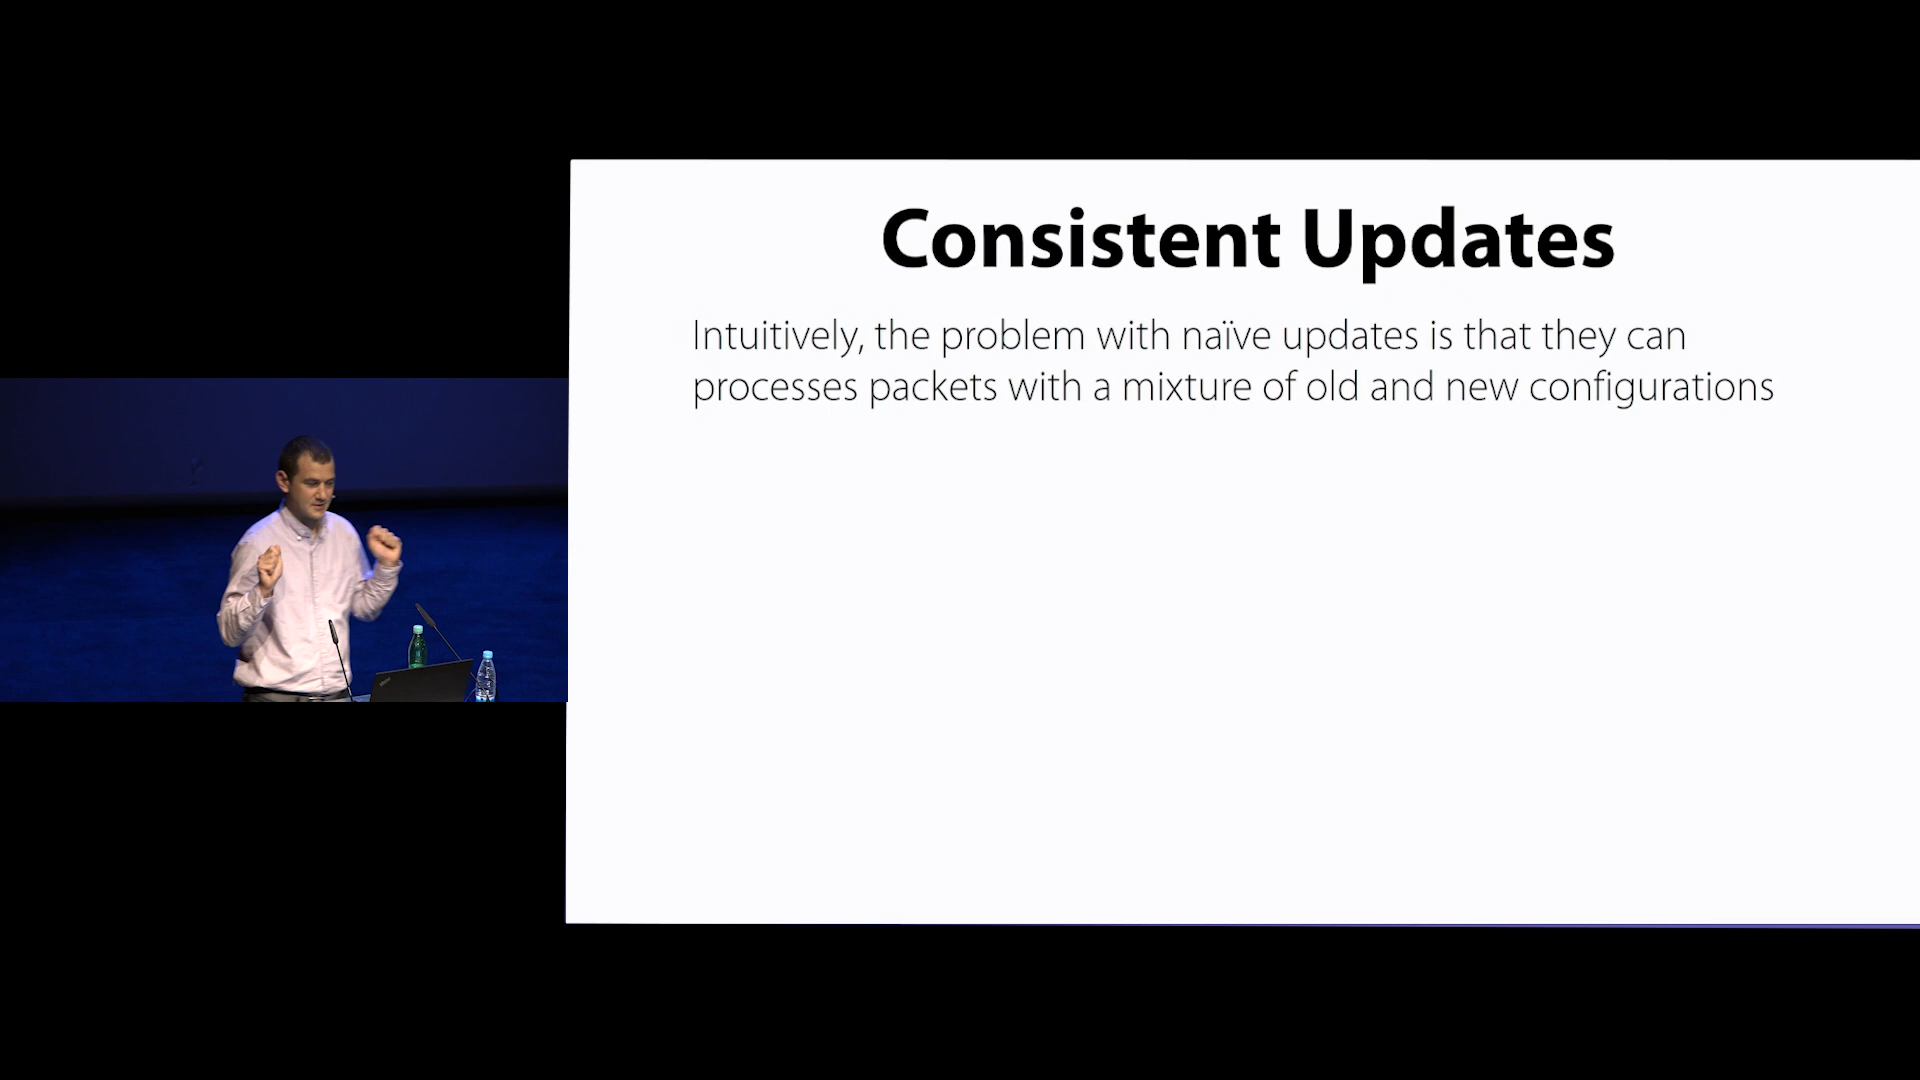 Consistent Updates
Intuitively, the problem with naïve updates is that they can
processes packets with a mixture of old and new configurations